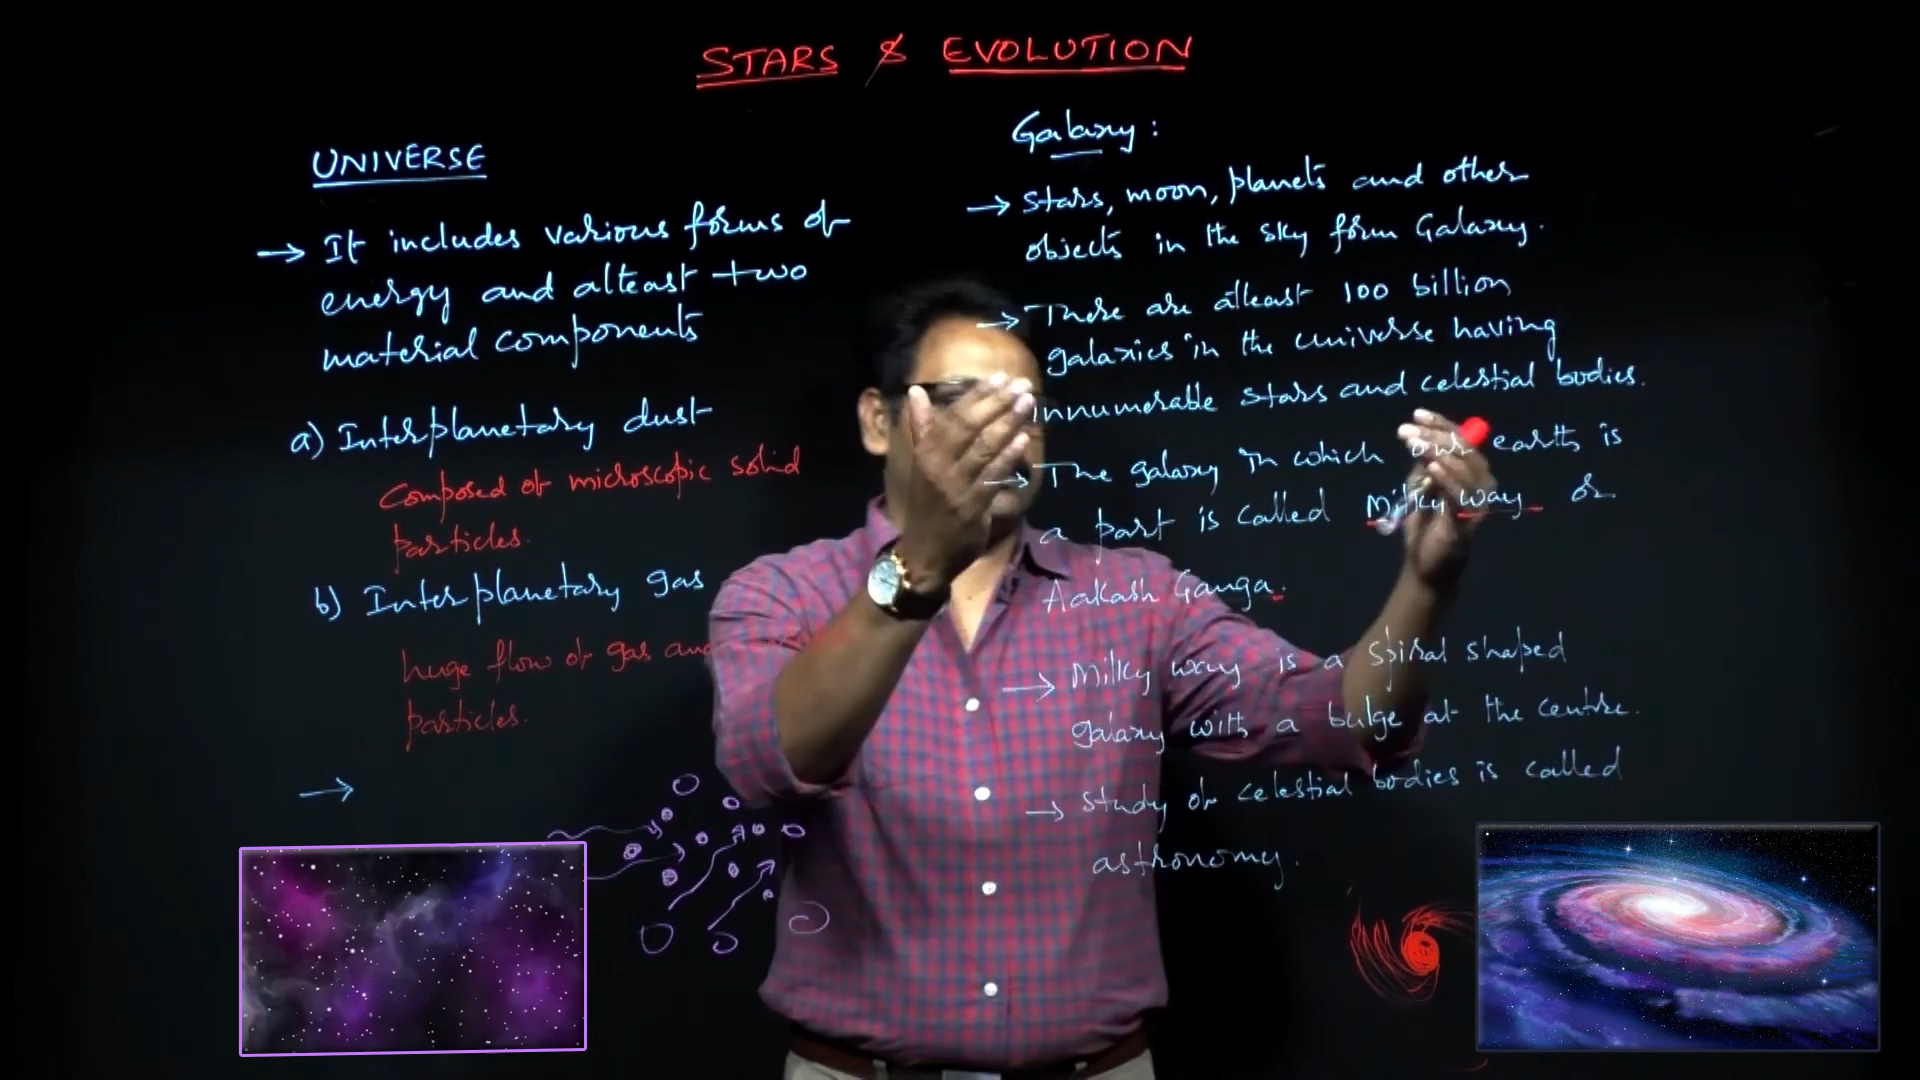 STARS & EVOLUTION
UNIVERSE
→ It includes various forms of
energy and atleast two
material components
a) Interplanetary dust
Composed of microscopic solid
particles.
b) Interplanetary gas
huge flow of gas and
particles.
→
Galaxy:
→ Stars, moon, planets and other
objects in the sky form Galaxy.
→ There are atleast 100 billion
galaxies in the universe having
innumerable stars and celestial bodies.
→ The galaxy in which our earth is
a part is called Milky way or
Aakash Ganga.
→ Milky way is a spiral shaped
galaxy with a bulge at the centre.
→ Study of celestial bodies is called
astronomy.